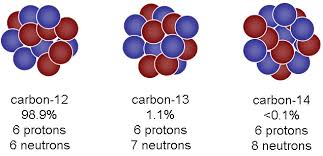 carbon-12 carbon-13 carbon-14
98.9% 1.1% <0.1%
6 protons 6 protons 6 protons
6 neutrons 7 neutrons 8 neutrons